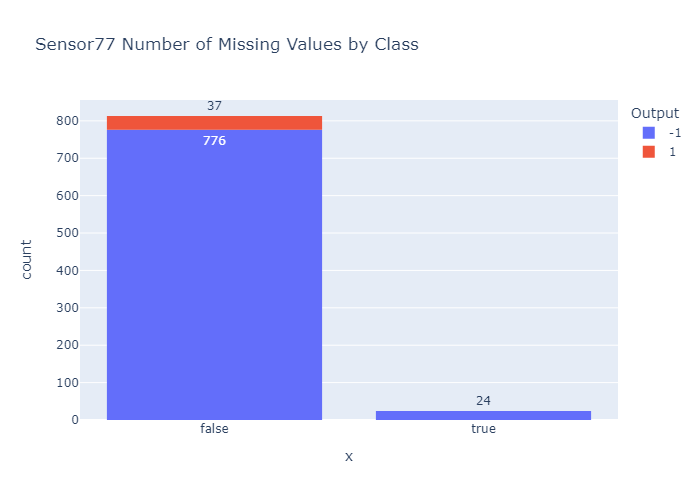 Sensor77 Number of Missing Values by Class
37
776
24
800
700
600
500
400
300
200
100
0
count
false
true
x
Output
-1
1